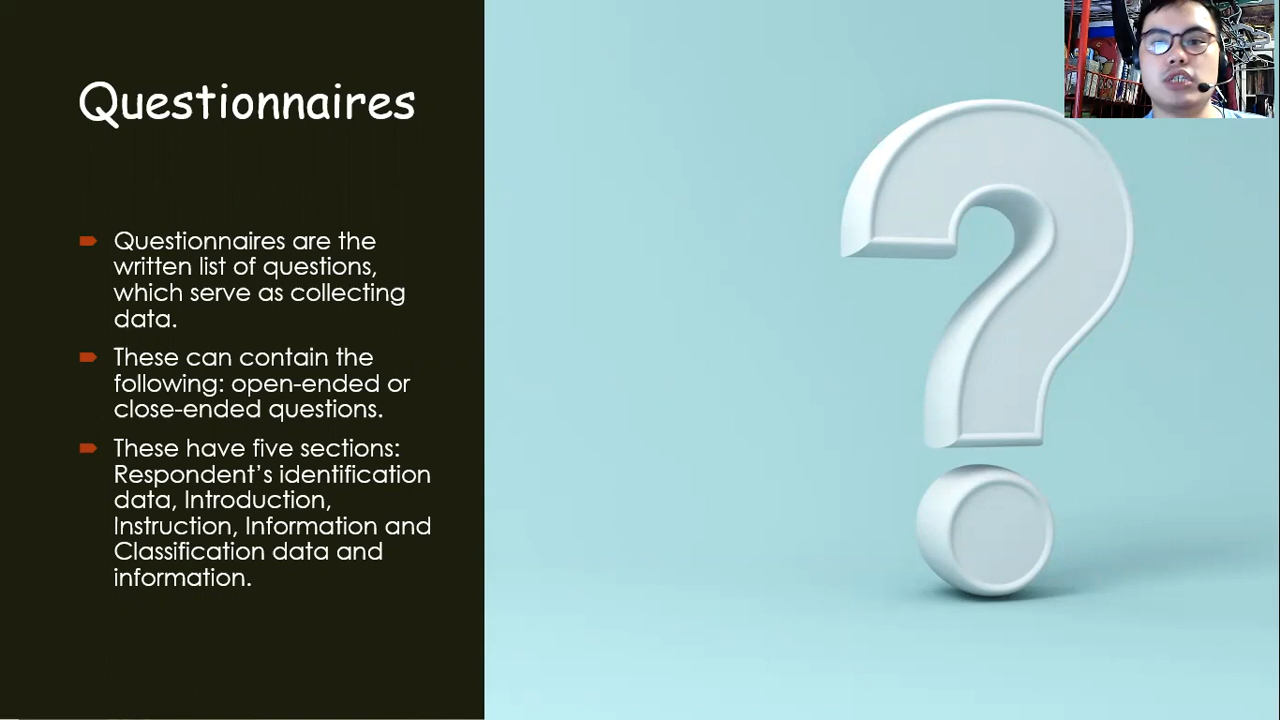 Questionnaires
Questionnaires are the
written list of questions,
which serve as collecting
data.
These can contain the
following: open-ended or
close-ended questions.
These have five sections:
Respondent’s identification
data, Introduction,
Instruction, Information and
Classification data and
information.